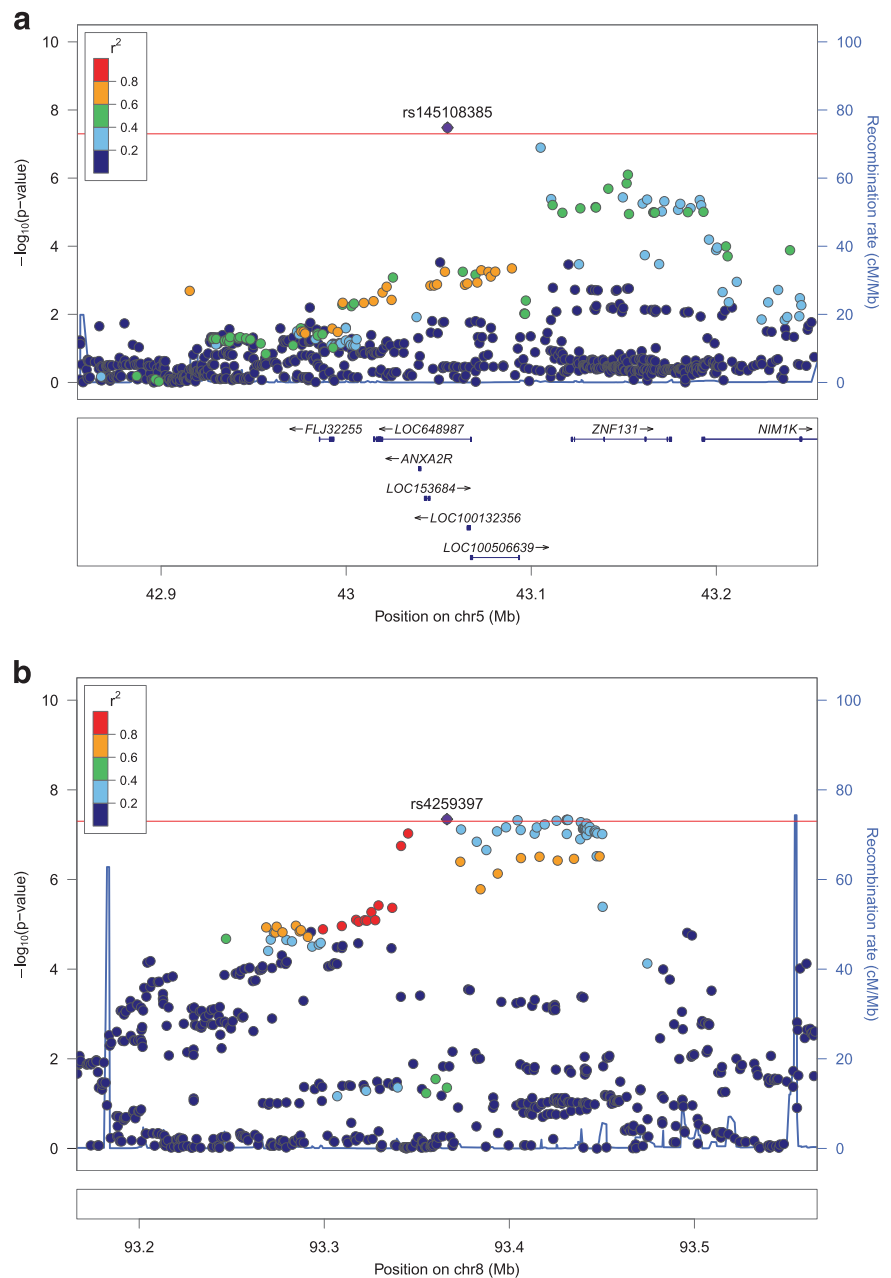 a
r2
0.8
0.6
0.4
0.2
rs145108385
10
8
6
4
2
0
−log10(p−value)
100
80
60
40
20
0
Recombination rate (cM/Mb)
←FLJ32255
←LOC648987
ZNF131→
NIM1K→
←ANXA2R
LOC153684→
←LOC100132356
LOC100506639→
42.9 43 43.1 43.2
Position on chr5 (Mb)
b
r2
0.8
0.6
0.4
0.2
rs4259397
10
8
6
4
2
0
−log10(p−value)
100
80
60
40
20
0
Recombination rate (cM/Mb)
93.2 93.3 93.4 93.5
Position on chr8 (Mb)